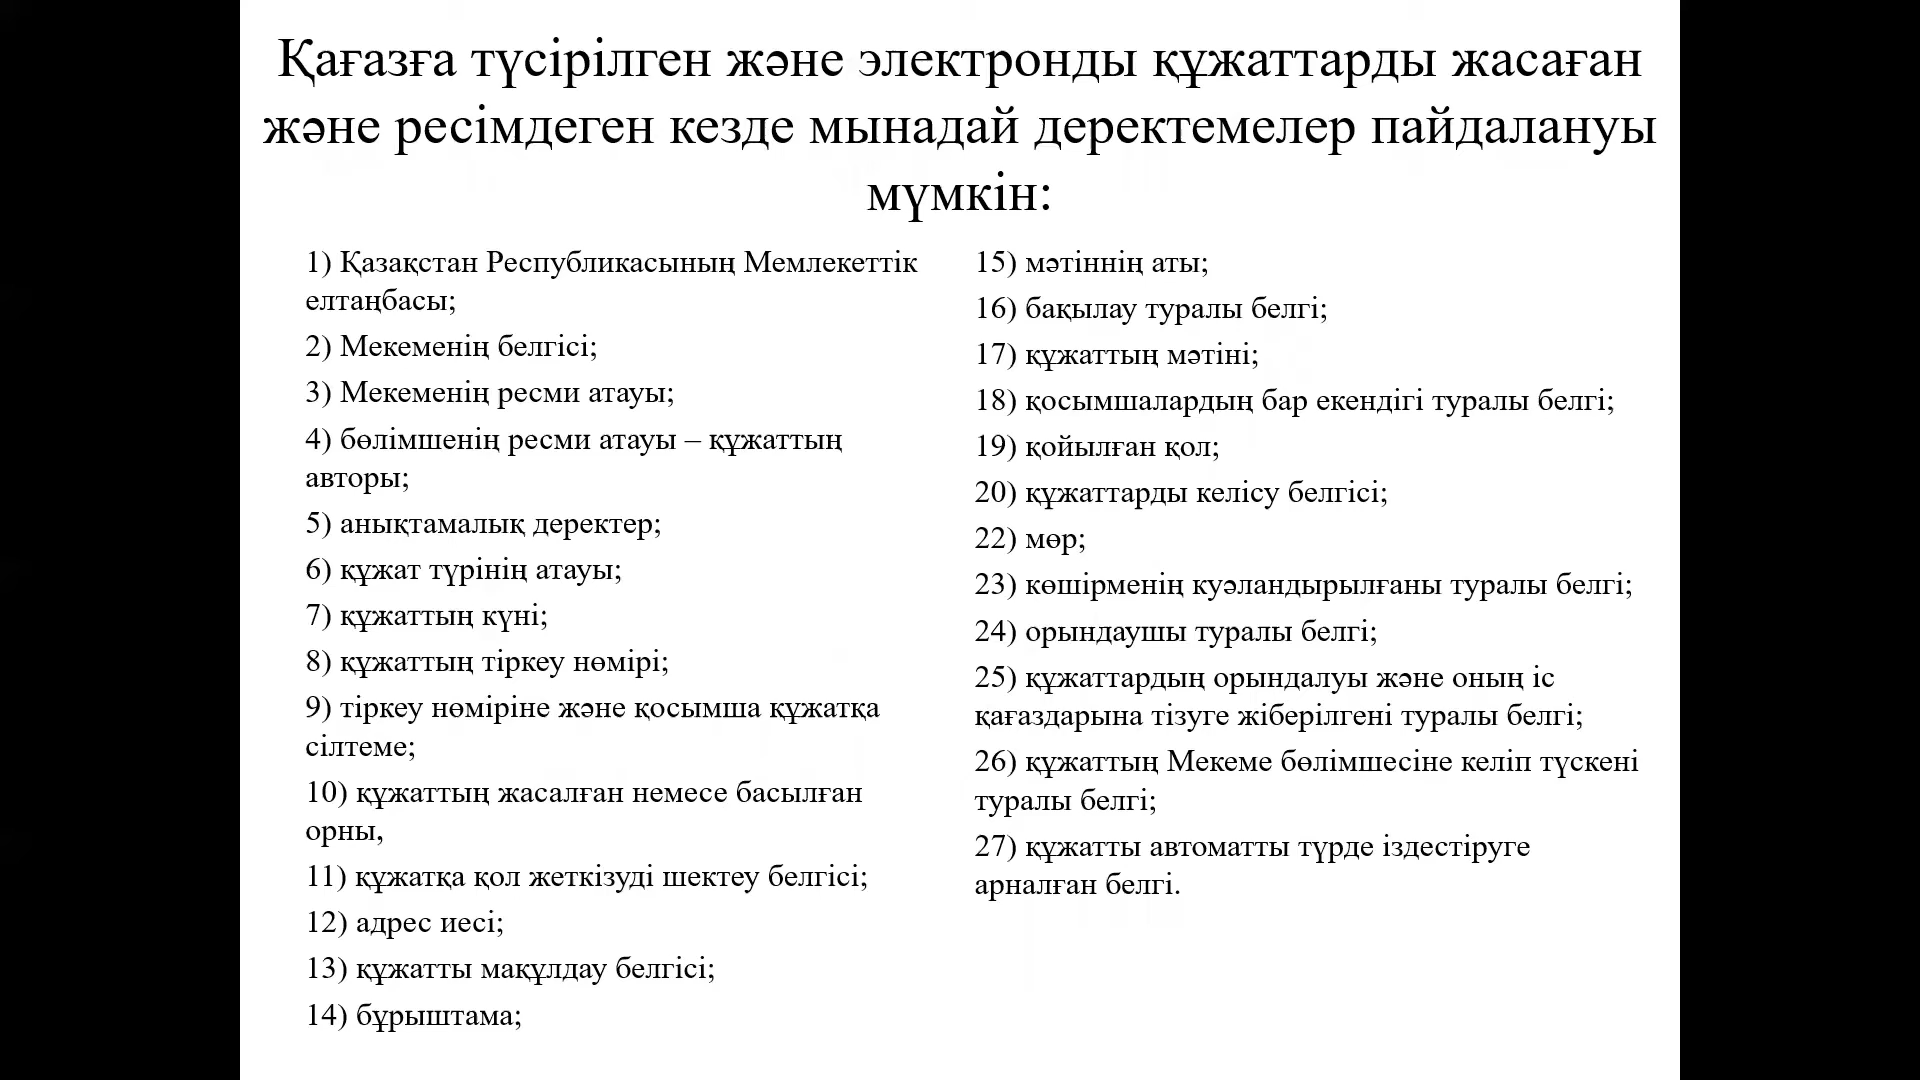 Қағазға түсірілген және электронды құжаттарды жасаған
және ресімдеген кезде мынадай деректемелер пайдалануы
мүмкін:
1) Қазақстан Республикасының Мемлекеттік
елтаңбасы;
2) Мекеменің белгісі;
3) Мекеменің ресми атауы;
4) бөлімшенің ресми атауы – құжаттың
авторы;
5) анықтамалық деректер;
6) құжат түрінің атауы;
7) құжаттың күні;
8) құжаттың тіркеу нөмірі;
9) тіркеу нөміріне және қосымша құжатқа
сілтеме;
10) құжаттың жасалған немесе басылған
орны,
11) құжатқа қол жеткізуді шектеу белгісі;
12) адрес иесі;
13) құжатты мақұлдау белгісі;
14) бұрыштама;
15) мәтіннің аты;
16) бақылау туралы белгі;
17) құжаттың мәтіні;
18) қосымшалардың бар екендігі туралы белгі;
19) қойылған қол;
20) құжаттарды келісу белгісі;
22) мөр;
23) көшірменің куәландырылғаны туралы белгі;
24) орындаушы туралы белгі;
25) құжаттардың орындалуы және оның іс
қағаздарына тізуге жіберілгені туралы белгі;
26) құжаттың Мекеме бөлімшесіне келіп түскені
туралы белгі;
27) құжатты автоматты түрде іздестіруге
арналған белгі.